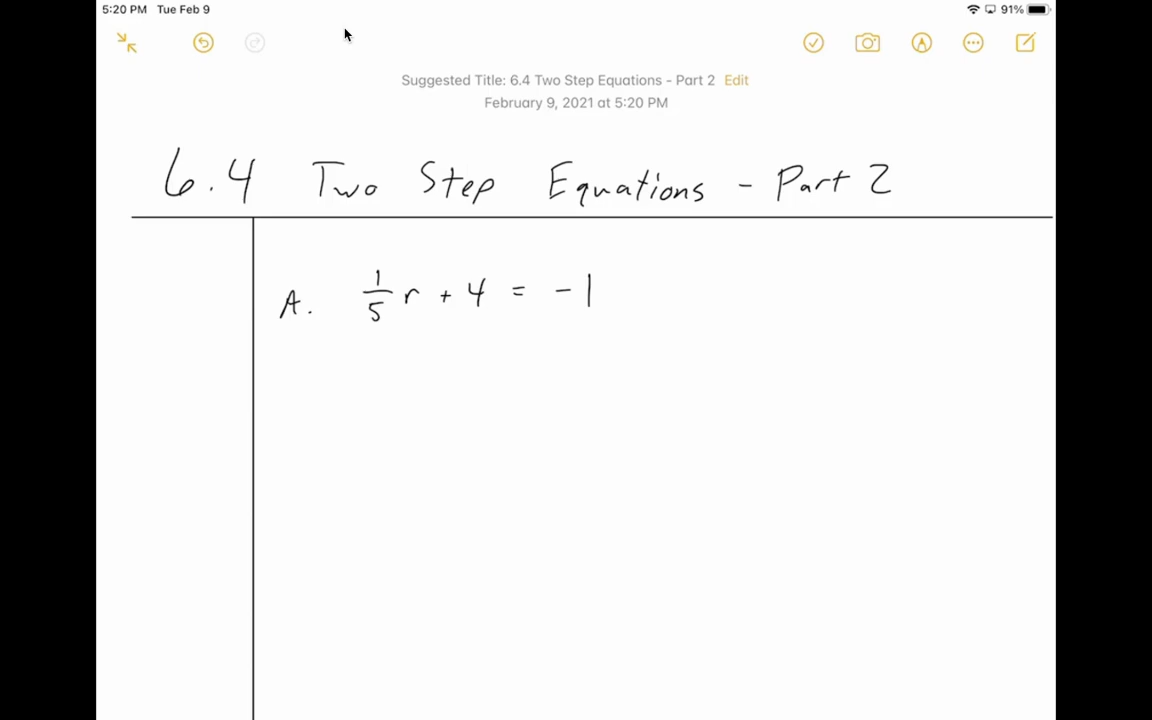 5:20 PM Tue Feb 9 91%
Suggested Title: 6.4 Two Step Equations - Part 2 Edit
February 9, 2021 at 5:20 PM
6.4 Two Step Equations - Part 2
A. 1/5 r + 4 = -1